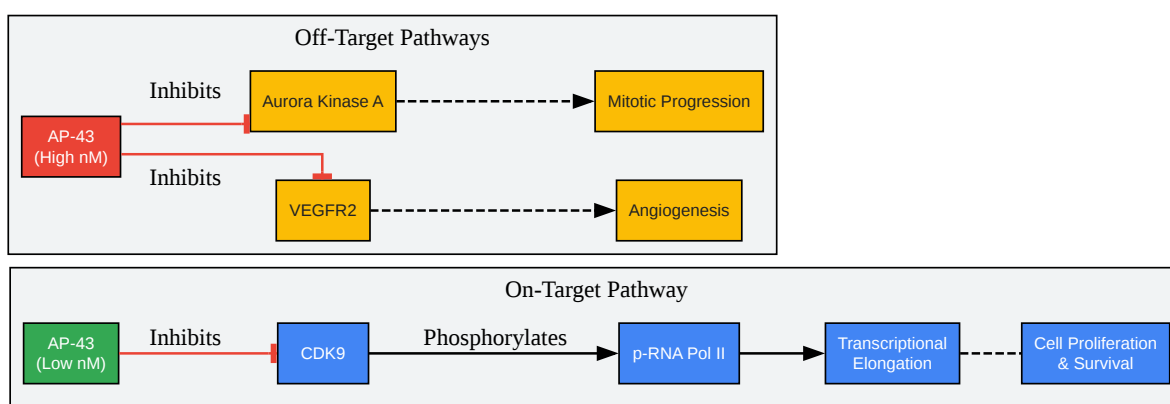 Off-Target Pathways
Inhibits
Aurora Kinase A
Mitotic Progression
AP-43
(High nM)
Inhibits
VEGFR2
Angiogenesis
On-Target Pathway
AP-43
(Low nM)
Inhibits
CDK9
Phosphorylates
p-RNA Pol II
Transcriptional
Elongation
Cell Proliferation
& Survival